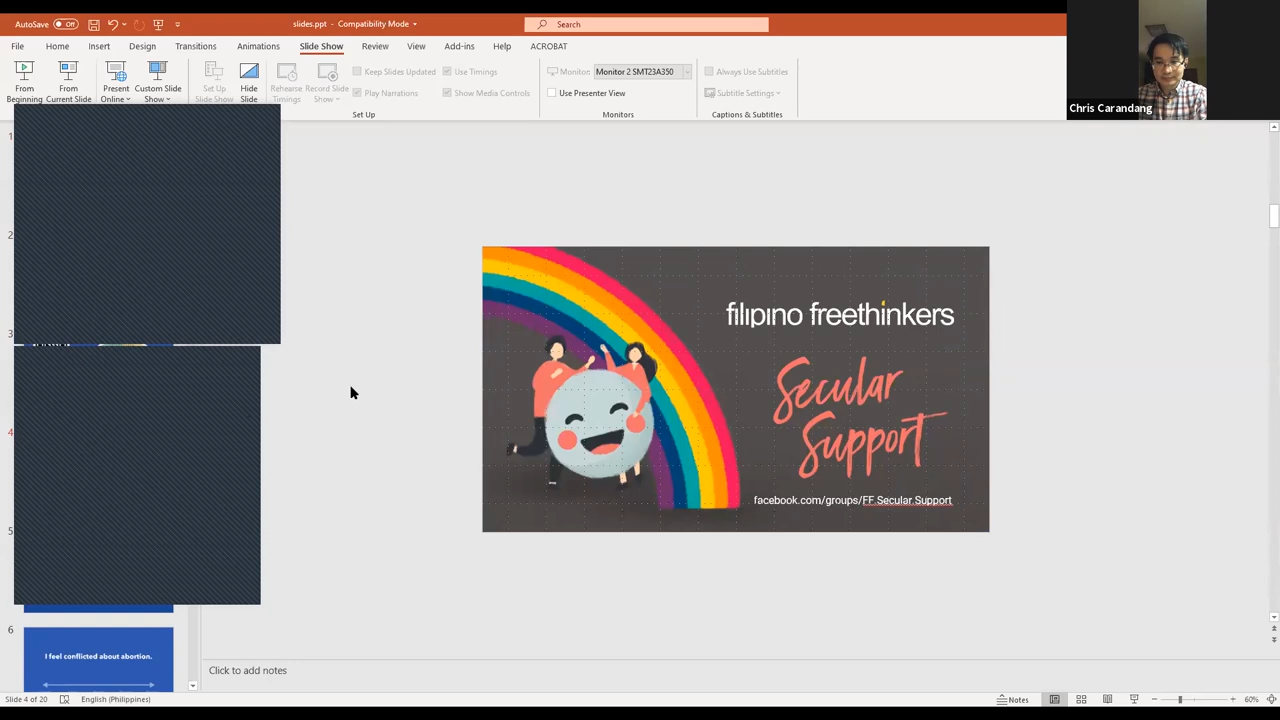 AutoSave Off
slides.ppt - Compatibility Mode
Search
File Home Insert Design Transitions Animations Slide Show Review View Add-ins Help ACROBAT
From Beginning
From Current Slide
Present Online
Custom Slide Show
Set Up Slide Show
Hide Slide
Rehearse Timings
Record Slide Show
Keep Slides Updated
Play Narrations
Use Timings
Show Media Controls
Set Up
Monitor: Monitor 2 SMT23A350
Use Presenter View
Monitors
Always Use Subtitles
Subtitle Settings
Captions & Subtitles
Chris Carandang
1
2
3
4
5
6
I feel conflicted about abortion.
filipino freethinkers
Secular
Support
facebook.com/groups/FF.Secular.Support
Click to add notes
Slide 4 of 20 English (Philippines) Notes 60%